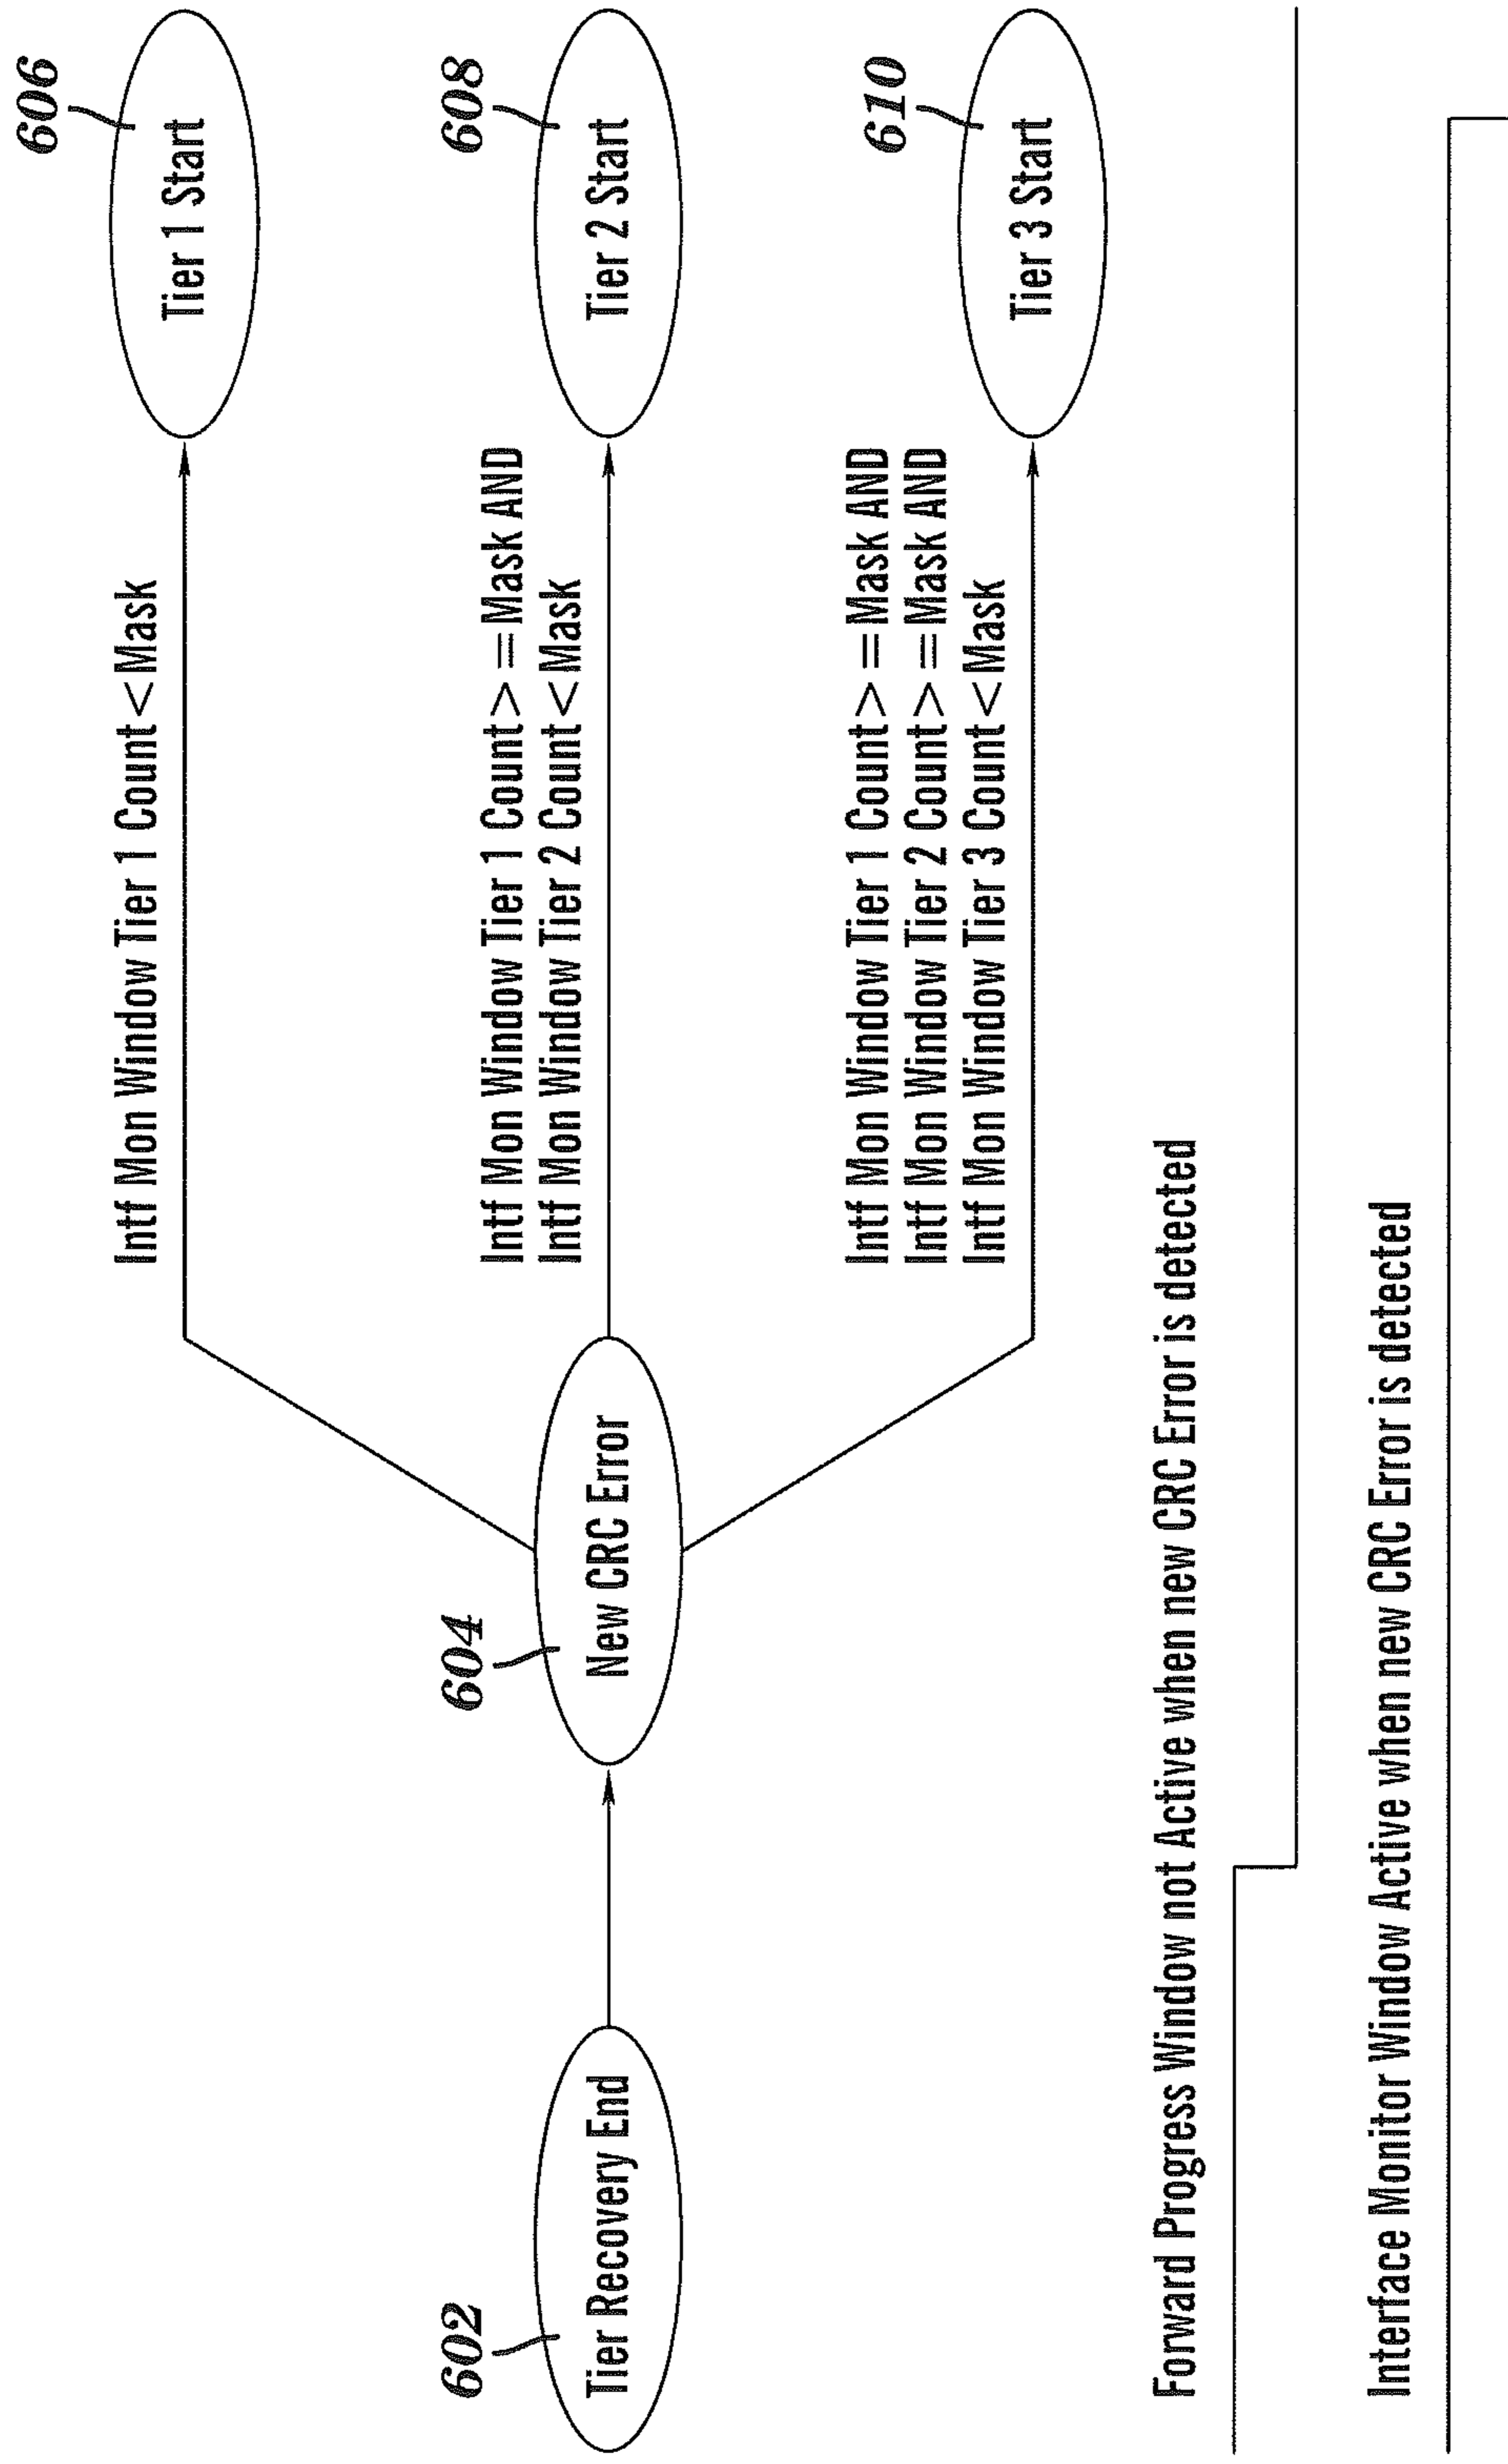 606
Tier 1 Start
Intf Mon Window Tier 1 Count<Mask
602
Tier Recovery End
604
New CRC Error
Intf Mon Window Tier 1 Count>=Mask AND
Intf Mon Window Tier 2 Count<Mask
608
Tier 2 Start
Intf Mon Window Tier 1 Count>=Mask AND
Intf Mon Window Tier 2 Count>=Mask AND
Intf Mon Window Tier 3 Count<Mask
610
Tier 3 Start
Forward Progress Window not Active when new CRC Error is detected
Interface Monitor Window Active when new CRC Error is detected